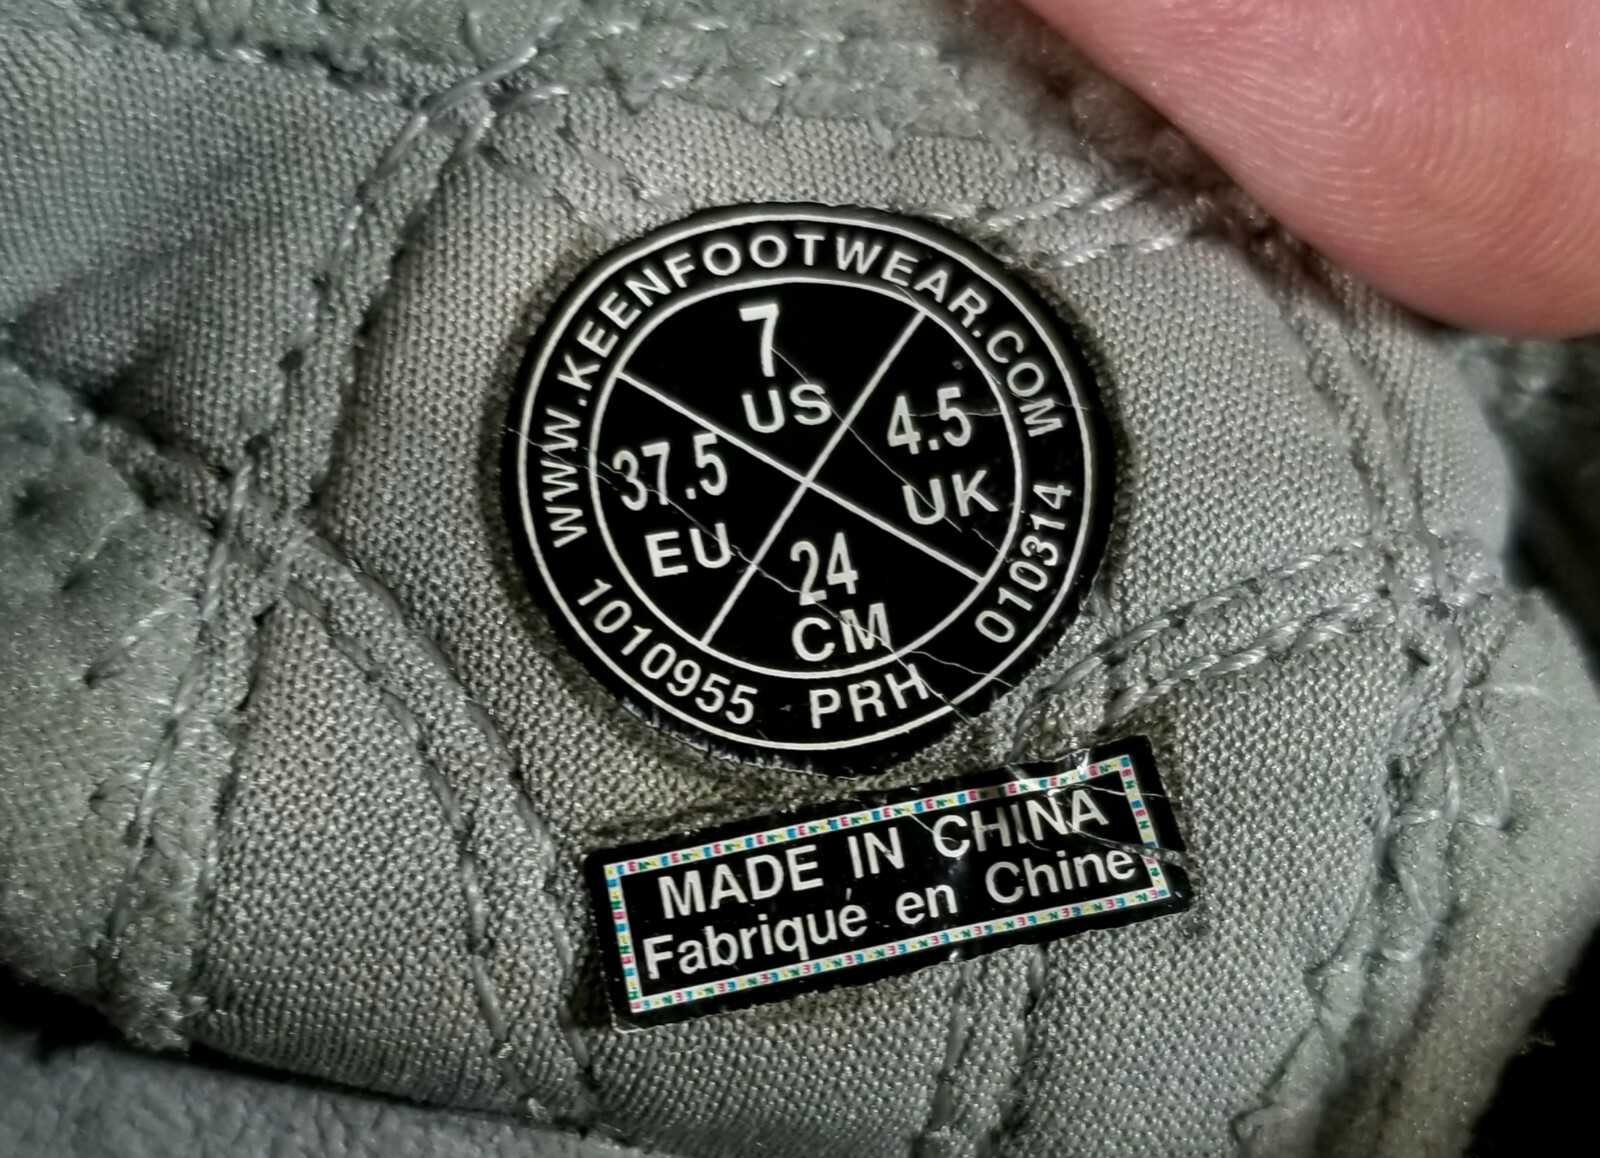 WWW.KEENFOOTWEAR.COM
7
US
4.5
UK
37.5
EU
24
CM
1010955 PRH 010314
MADE IN CHINA
Fabriqué en Chine